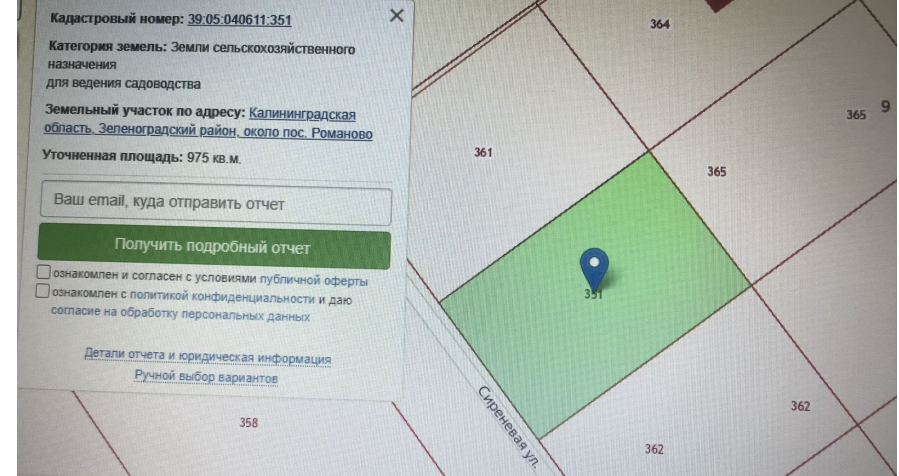 Кадастровый номер: 39:05:040611:351
Категория земель: Земли сельскохозяйственного
назначения
для ведения садоводства
Земельный участок по адресу: Калининградская
область, Зеленоградский район, около пос. Романово
Уточненная площадь: 975 кв.м.
Ваш email, куда отправить отчет
Получить подробный отчет
ознакомлен и согласен с условиями публичной оферты
ознакомлен с политикой конфиденциальности и даю
согласие на обработку персональных данных
Детали отчета и юридическая информация
Ручной выбор вариантов
364
365
9
361
365
351
Сиреневая ул.
362
358
362